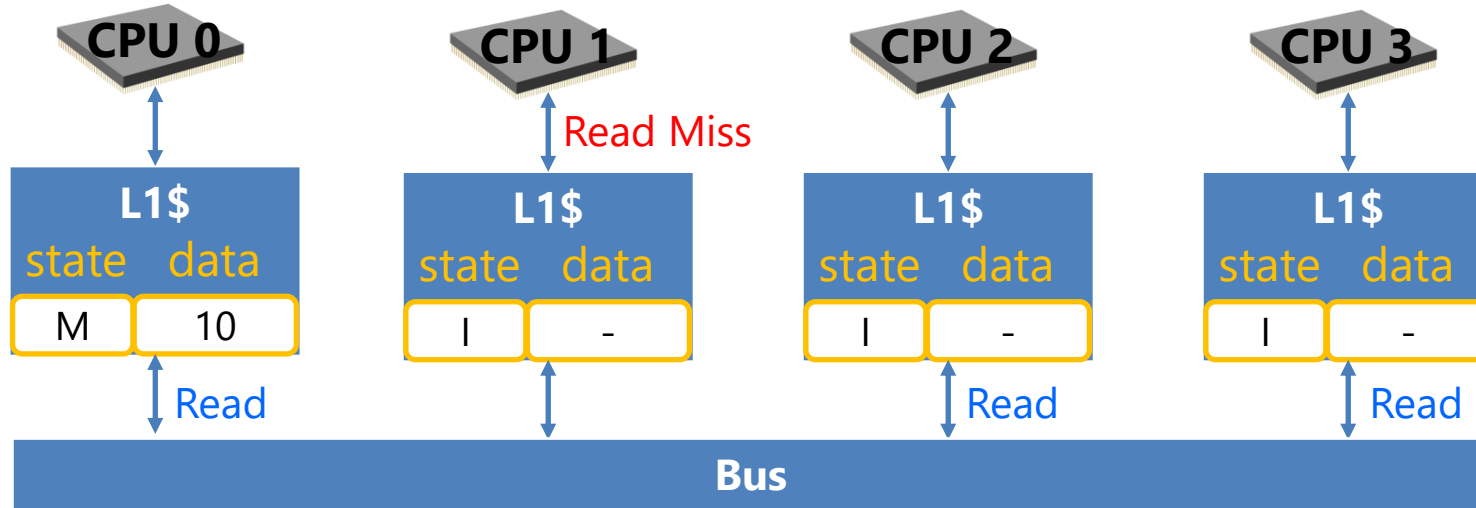 CPU 0 CPU 1 CPU 2 CPU 3
Read Miss
L1$ L1$ L1$ L1$
state data state data state data state data
M 10 I - I - I -
Read Read Read
Bus